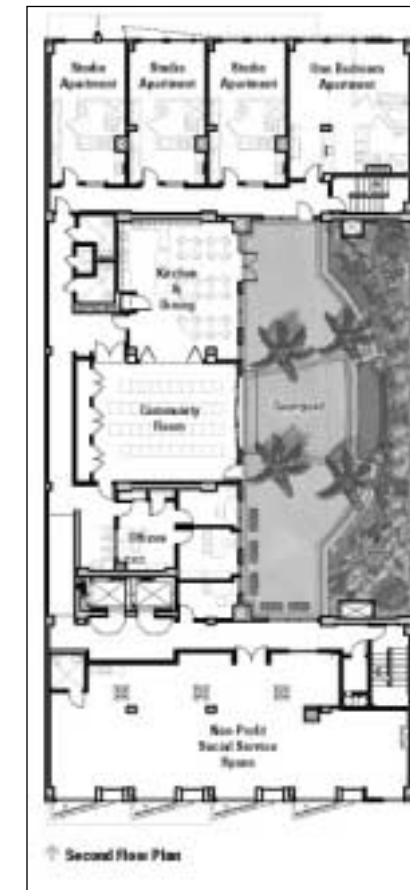 Studio
Apartment
Studio
Apartment
Studio
Apartment
One Bedroom
Apartment
Kitchen
&
Dining
Community
Room
Courtyard
Offices
Non-Profit
Social Service
Space
Second Floor Plan